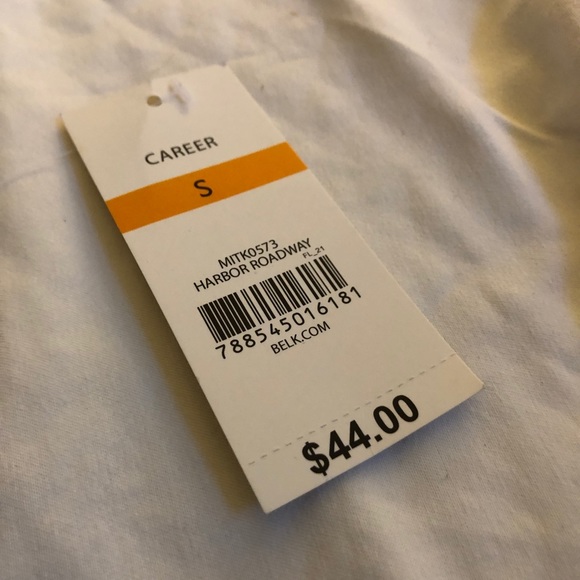 CAREER
S
MITK0573
HARBOR ROADWAY
FL_21
788545016181
BELK.COM
$44.00